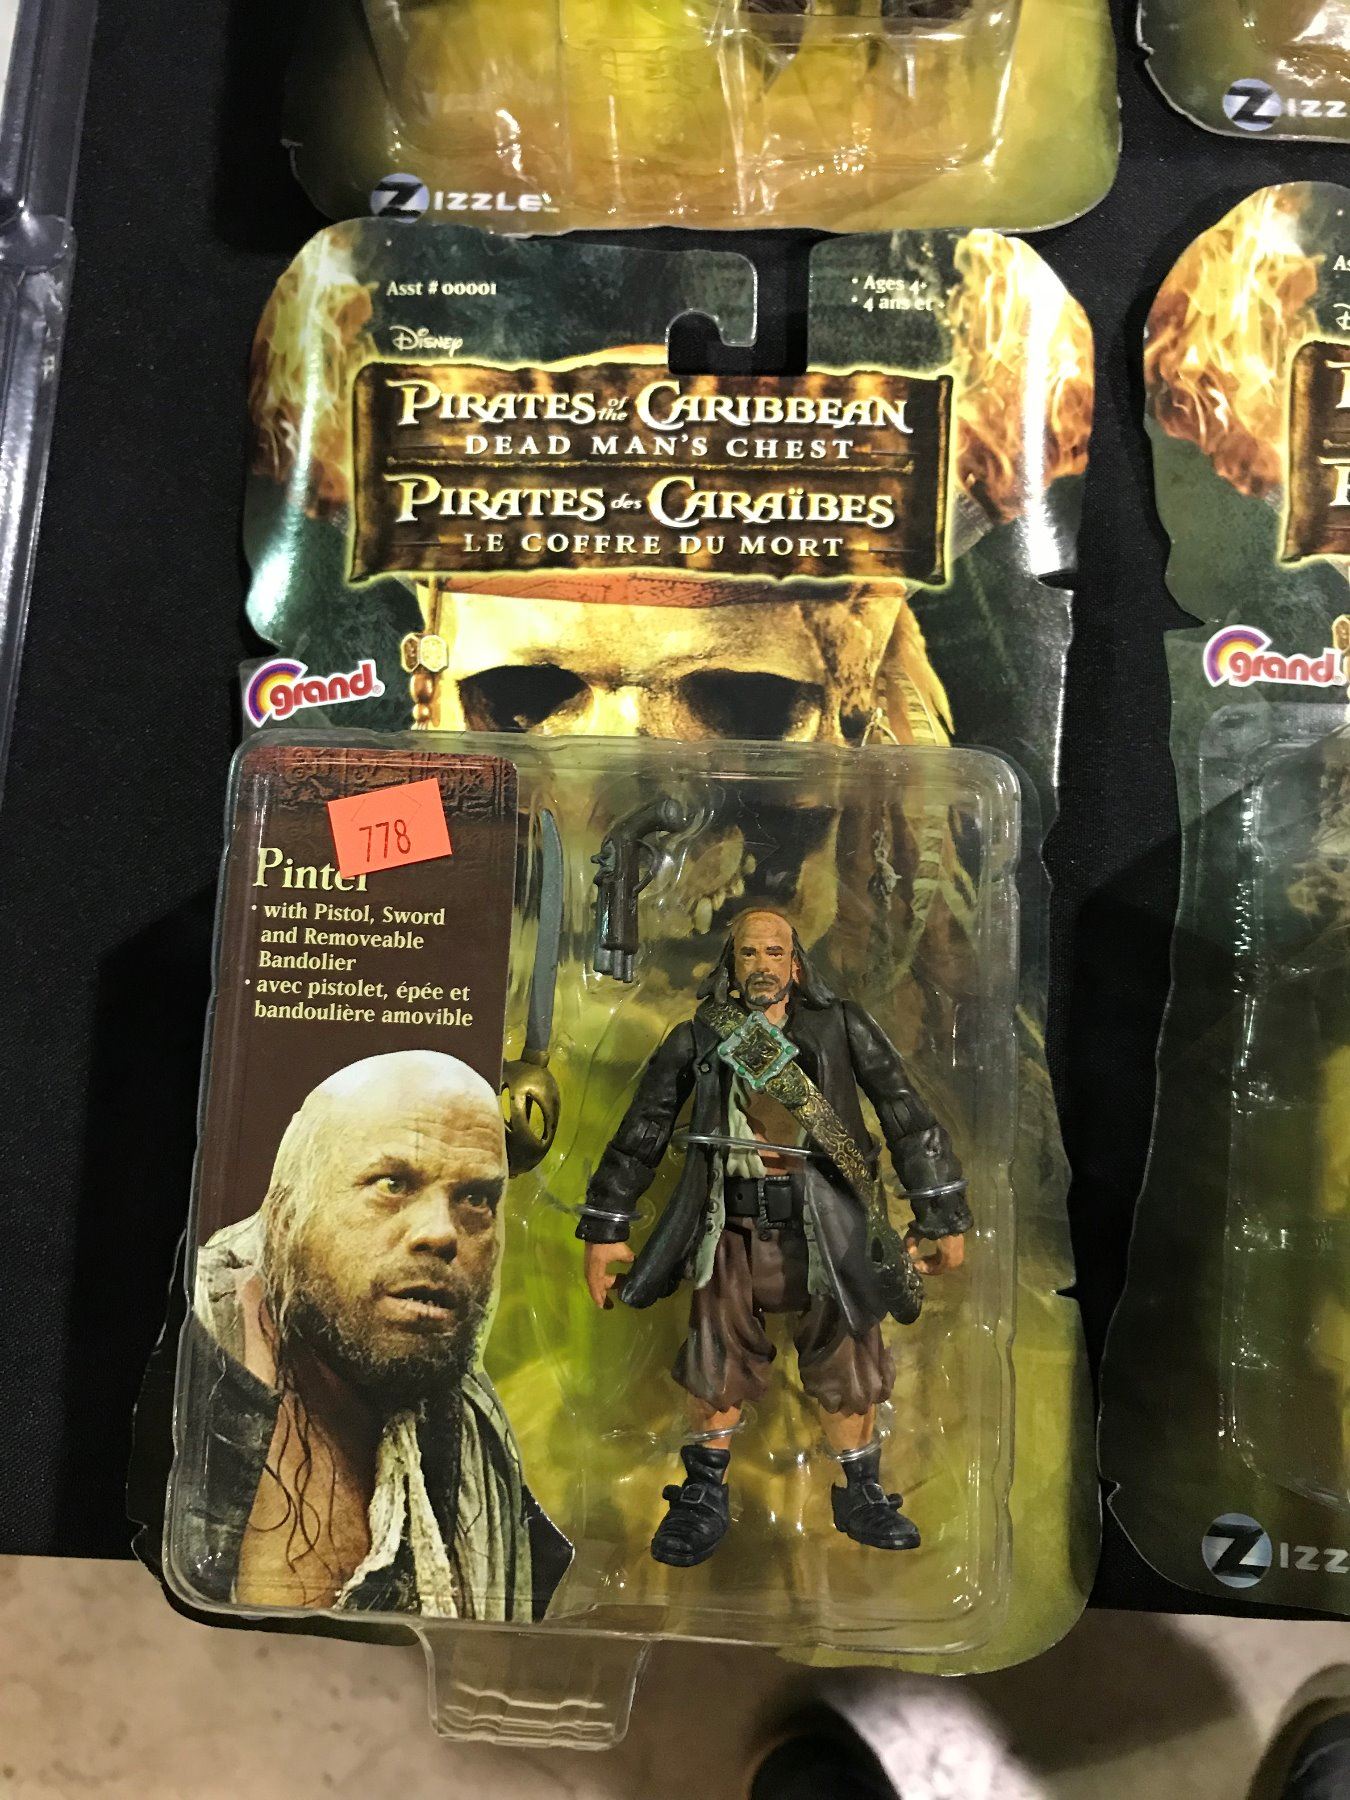 ZIZZLE
ZIZZ
Asst # 00001
• Ages 4+
• 4 ans et +
Disney
PIRATES of the CARIBBEAN
DEAD MAN'S CHEST
PIRATES des CARAÏBES
LE COFFRE DU MORT
grand
grand
778
Pintel
• with Pistol, Sword
and Removeable
Bandolier
• avec pistolet, épée et
bandoulière amovible
ZIZZ